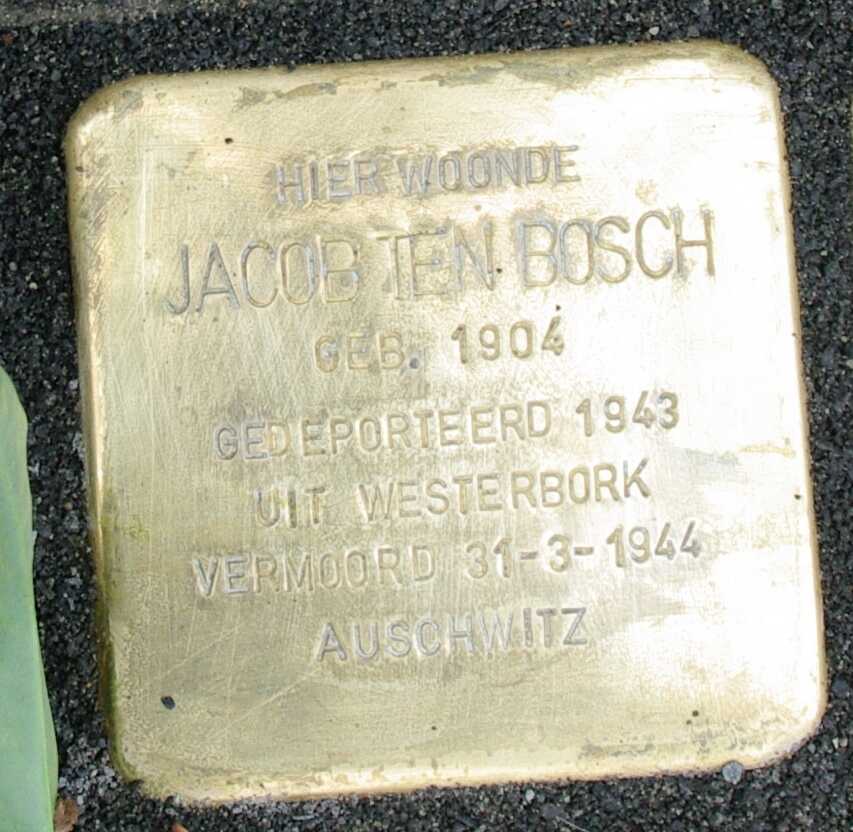 HIER WOONDE
JACOB TEN BOSCH
GEB. 1904
GEDEPORTEERD 1943
UIT WESTERBORK
VERMOORD 31-3-1944
AUSCHWITZ